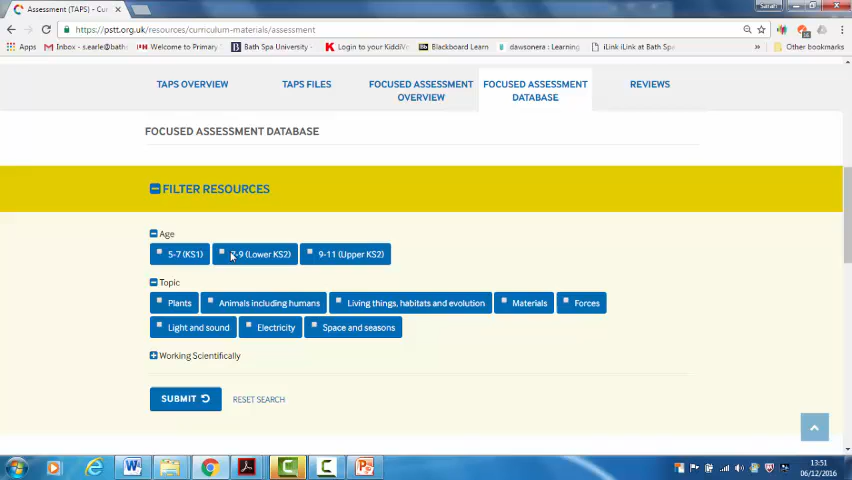 Assessment (TAPS) - Cur
Sarah
https://pstt.org.uk/resources/curriculum-materials/assessment
Apps
Inbox - s.earle@bath
Welcome to Primary
Bath Spa University -
Login to your KiddiV
Blackboard Learn
dawsonera : Learning
iLink iLink at Bath Spa
»
Other bookmarks
TAPS OVERVIEW
TAPS FILES
FOCUSED ASSESSMENT
OVERVIEW
FOCUSED ASSESSMENT
DATABASE
REVIEWS
FOCUSED ASSESSMENT DATABASE
FILTER RESOURCES
Age
5-7 (KS1)
7-9 (Lower KS2)
9-11 (Upper KS2)
Topic
Plants
Animals including humans
Living things, habitats and evolution
Materials
Forces
Light and sound
Electricity
Space and seasons
Working Scientifically
SUBMIT
RESET SEARCH
13:51
06/12/2016